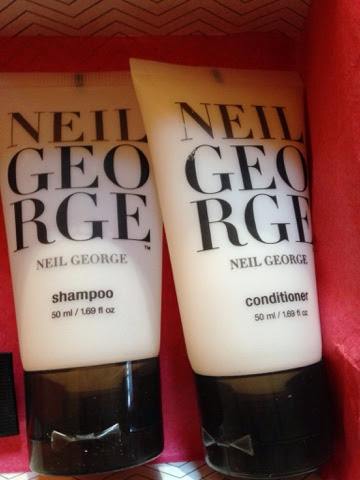 NEIL
GEO
RGE™
NEIL GEORGE
shampoo
50 ml / 1.69 fl oz
NEIL
GEO
RGE
NEIL GEORGE
conditioner
50 ml / 1.69 fl oz